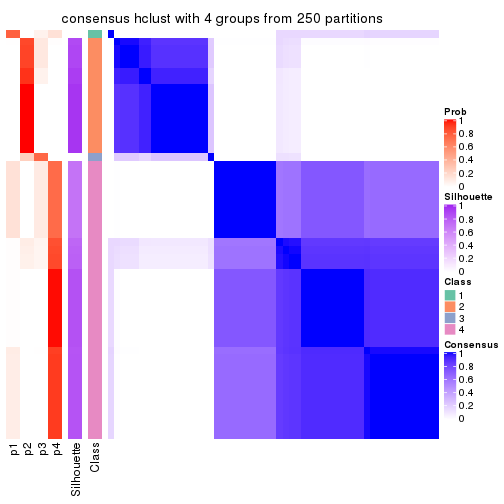 consensus hclust with 4 groups from 250 partitions
Prob
1
0.8
0.6
0.4
0.2
0
Silhouette
1
0.8
0.6
0.4
0.2
0
Class
1
2
3
4
Consensus
1
0.8
0.6
0.4
0.2
0
p1
p2
p3
p4
Silhouette
Class